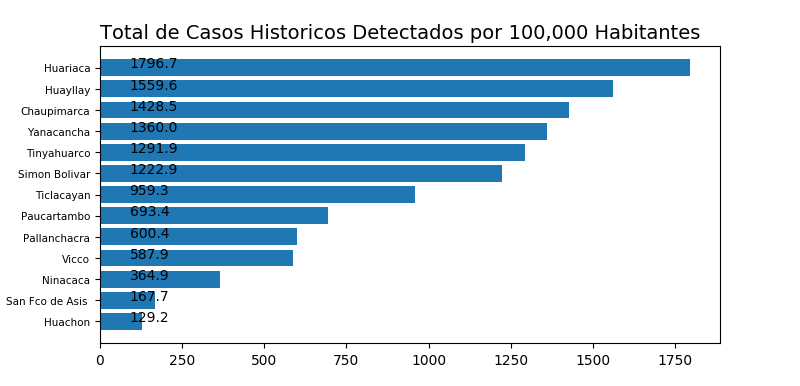 Total de Casos Historicos Detectados por 100,000 Habitantes
Huariaca 1796.7
Huayllay 1559.6
Chaupimarca 1428.5
Yanacancha 1360.0
Tinyahuarco 1291.9
Simon Bolivar 1222.9
Ticlacayan 959.3
Paucartambo 693.4
Pallanchacra 600.4
Vicco 587.9
Ninacaca 364.9
San Fco de Asis 167.7
Huachon 129.2
0 250 500 750 1000 1250 1500 1750